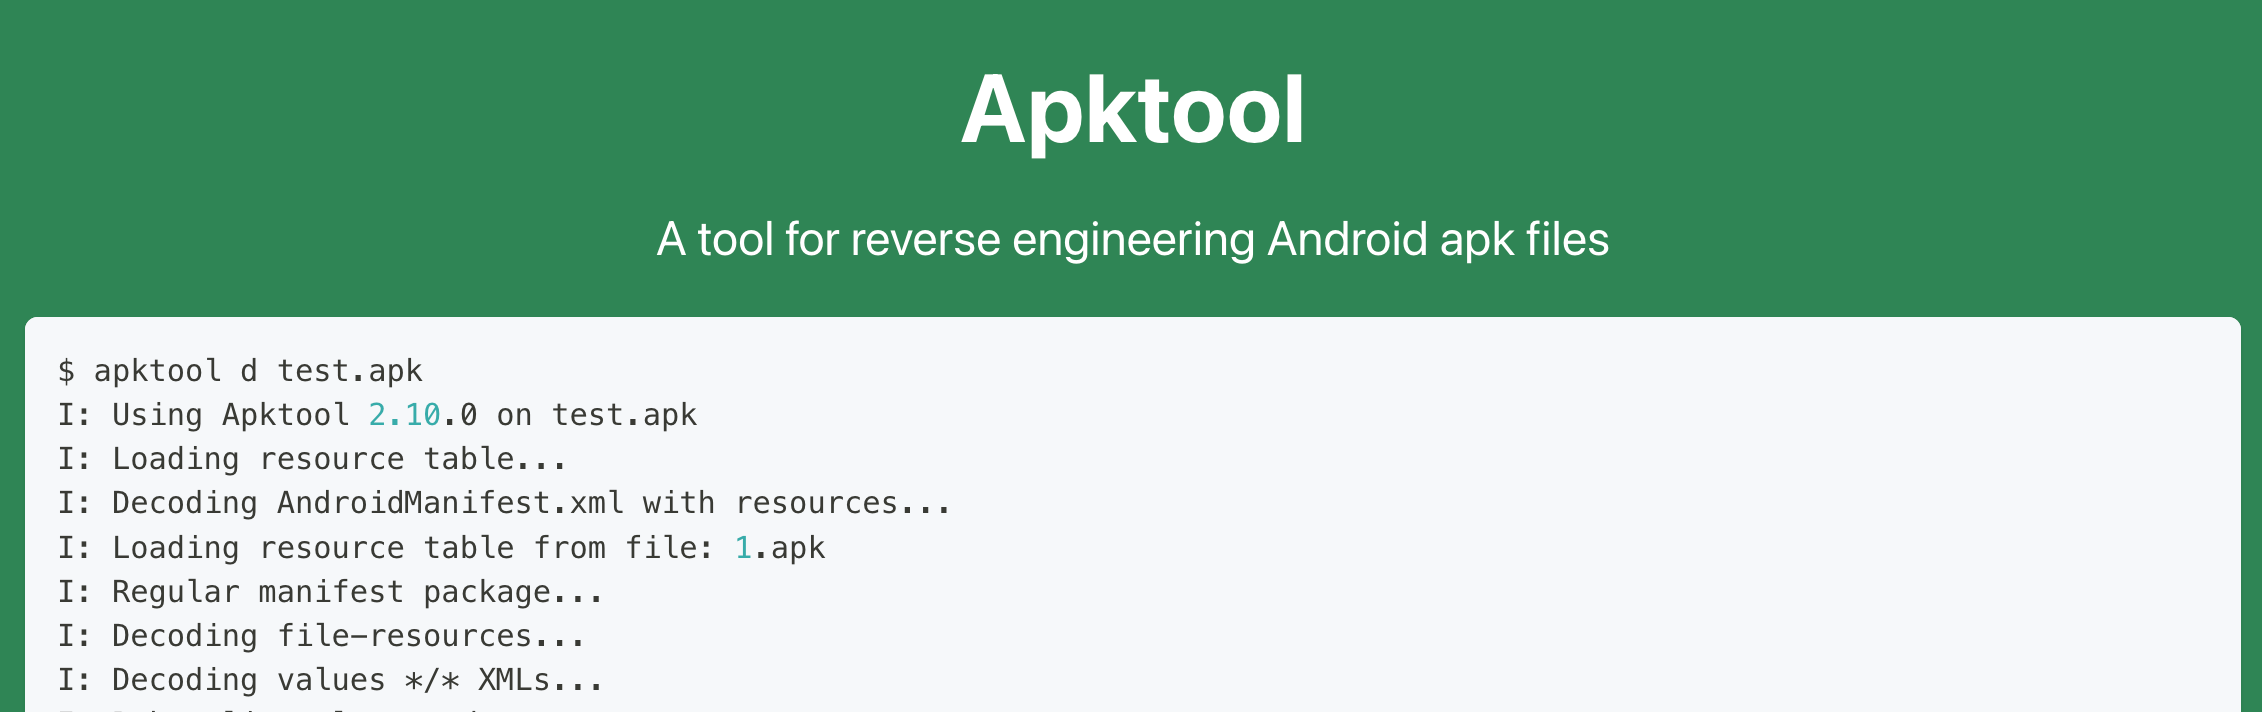 Apktool
A tool for reverse engineering Android apk files
$ apktool d test.apk
I: Using Apktool 2.10.0 on test.apk
I: Loading resource table...
I: Decoding AndroidManifest.xml with resources...
I: Loading resource table from file: 1.apk
I: Regular manifest package...
I: Decoding file-resources...
I: Decoding values */* XMLs...